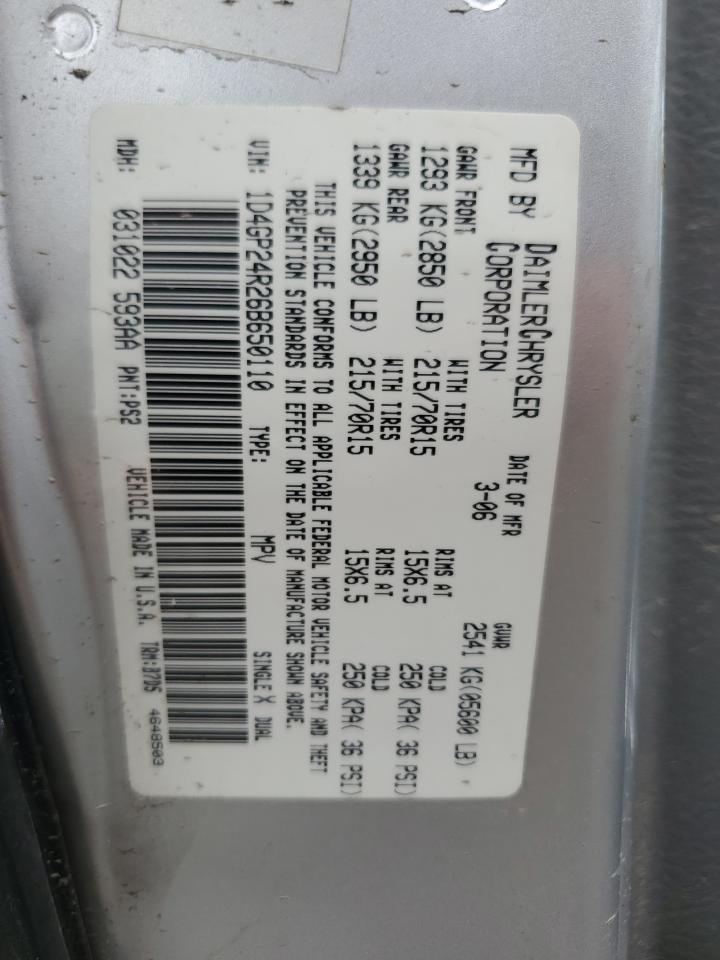 MFD BY DAIMLERCHRYSLER CORPORATION
DATE OF MFR 3-06
GVWR 2541 KG(05600 LB)
GAWR FRONT WITH TIRES RIMS AT COLD
1293 KG(2850 LB) 215/70R15 15X6.5 250 KPA( 36 PSI)
GAWR REAR WITH TIRES RIMS AT COLD
1339 KG(2950 LB) 215/70R15 15X6.5 250 KPA( 36 PSI)
THIS VEHICLE CONFORMS TO ALL APPLICABLE FEDERAL MOTOR VEHICLE SAFETY AND THEFT
PREVENTION STANDARDS IN EFFECT ON THE DATE OF MANUFACTURE SHOWN ABOVE.
VIN: 1D4GP24R26B650110 TYPE: MPV SINGLE X DUAL
MDH: 031022 593AA PNT:PS2 VEHICLE MADE IN U.S.A. TRM:B7D5 4648503